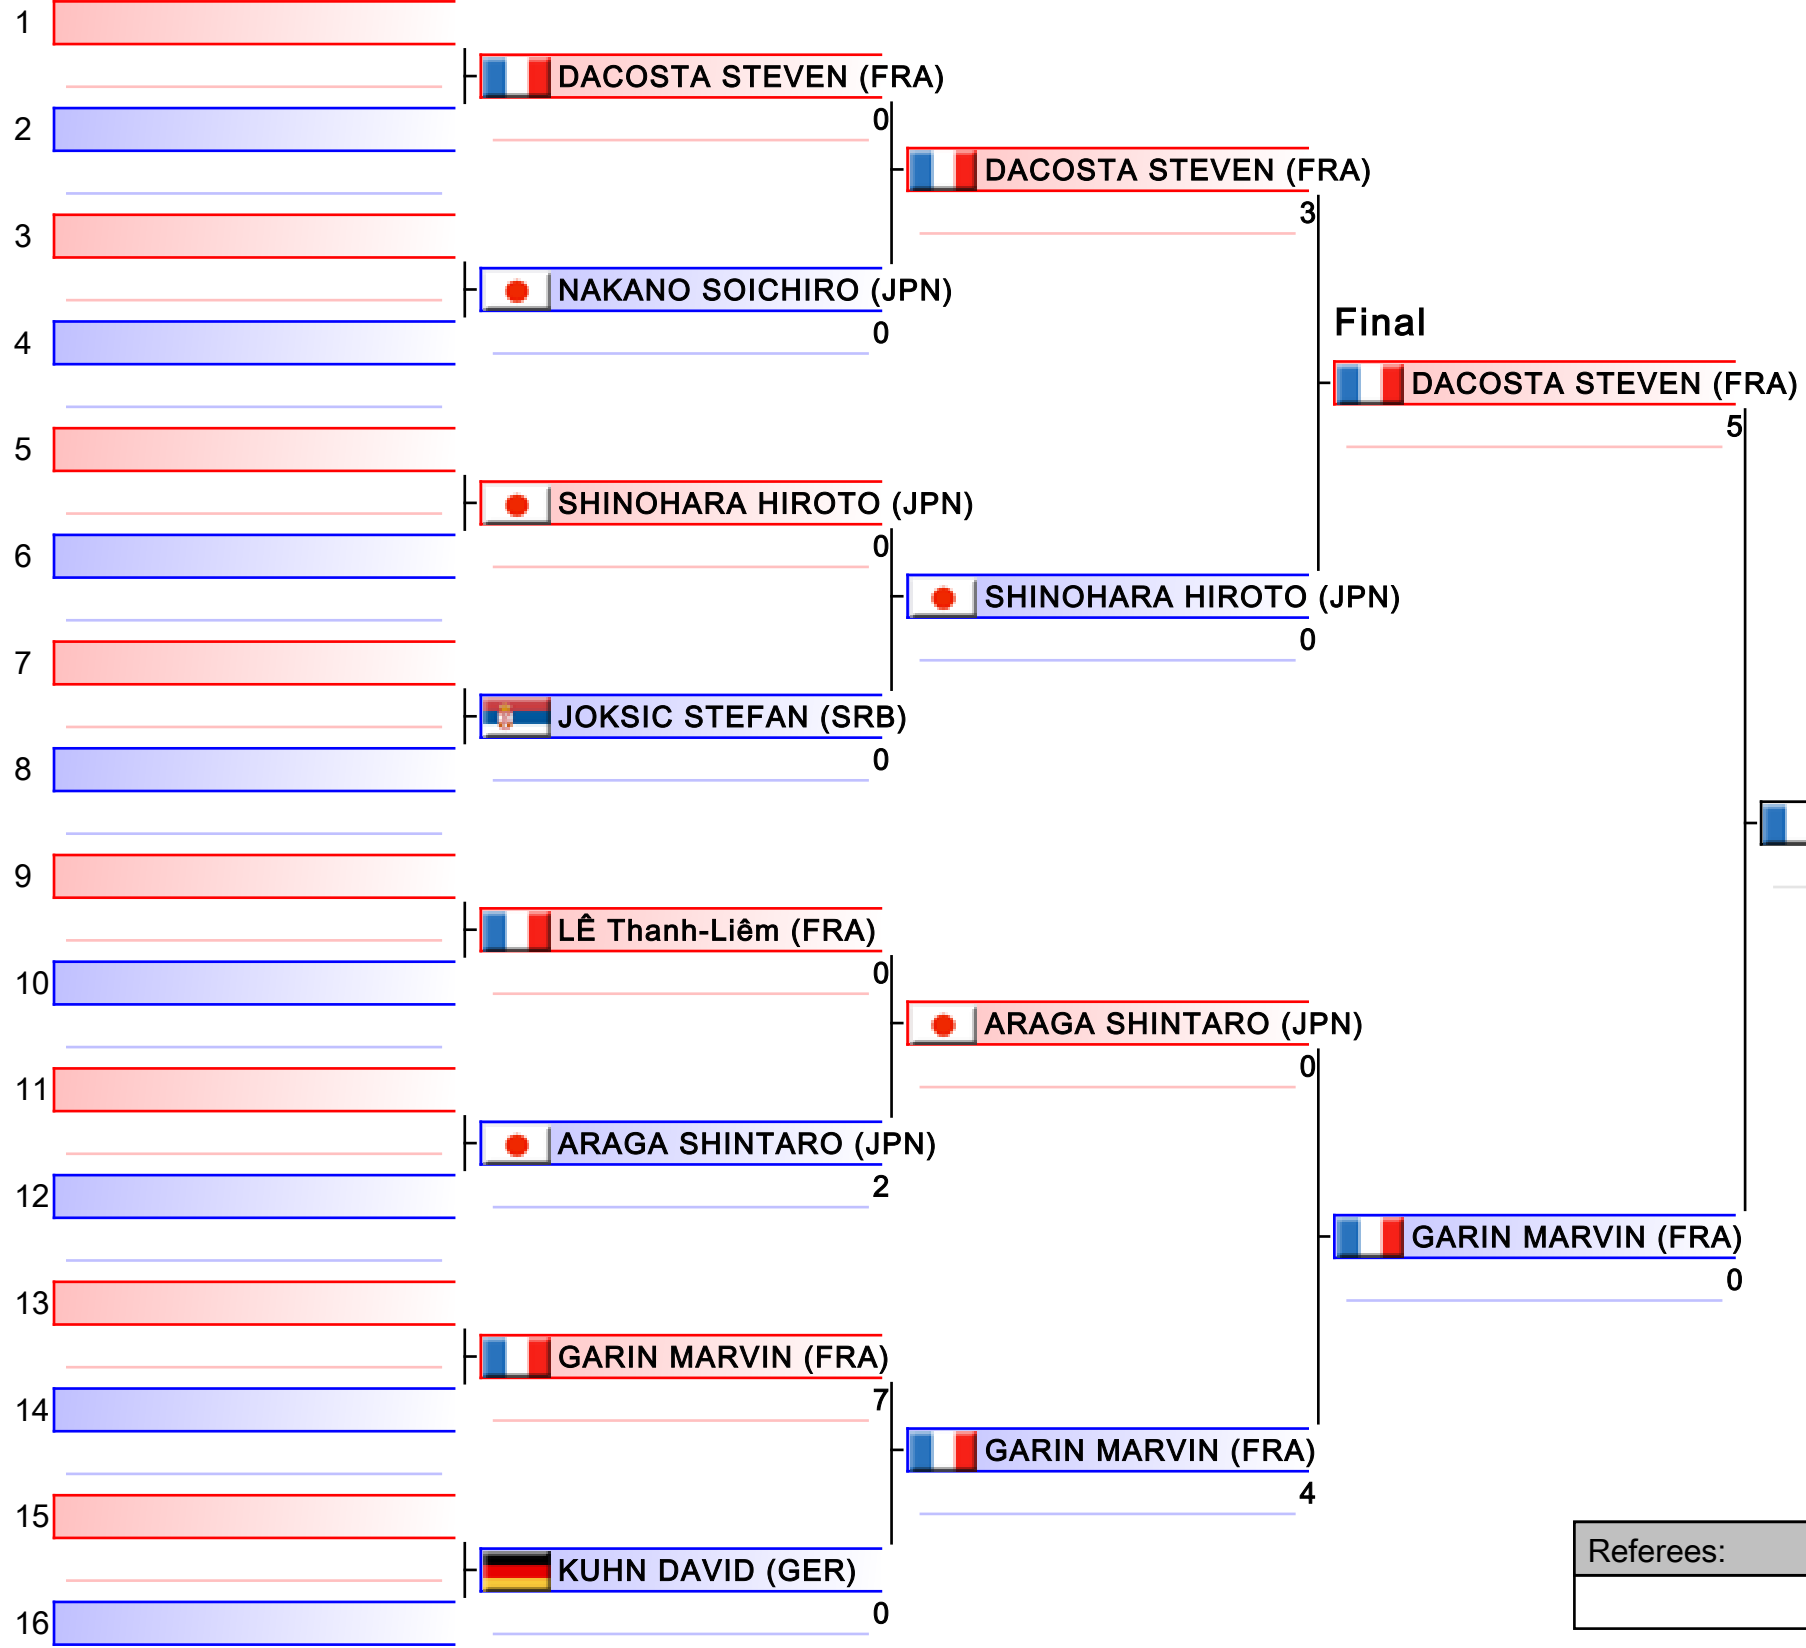 1
DACOSTA STEVEN (FRA)
0
2
DACOSTA STEVEN (FRA)
3
3
NAKANO SOICHIRO (JPN)
0
4
Final
DACOSTA STEVEN (FRA)
5
5
SHINOHARA HIROTO (JPN)
0
6
SHINOHARA HIROTO (JPN)
0
7
JOKSIC STEFAN (SRB)
0
8
9
LÊ Thanh-Liêm (FRA)
0
10
ARAGA SHINTARO (JPN)
0
11
ARAGA SHINTARO (JPN)
2
12
GARIN MARVIN (FRA)
0
13
GARIN MARVIN (FRA)
7
14
GARIN MARVIN (FRA)
4
15
Referees:
KUHN DAVID (GER)
0
16